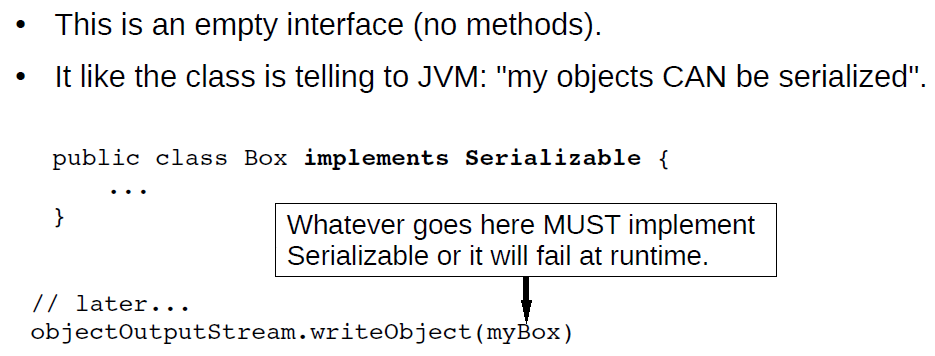 • This is an empty interface (no methods).
• It like the class is telling to JVM: "my objects CAN be serialized".
public class Box implements Serializable {
...
}
Whatever goes here MUST implement
Serializable or it will fail at runtime.
// later...
objectOutputStream.writeObject(myBox)